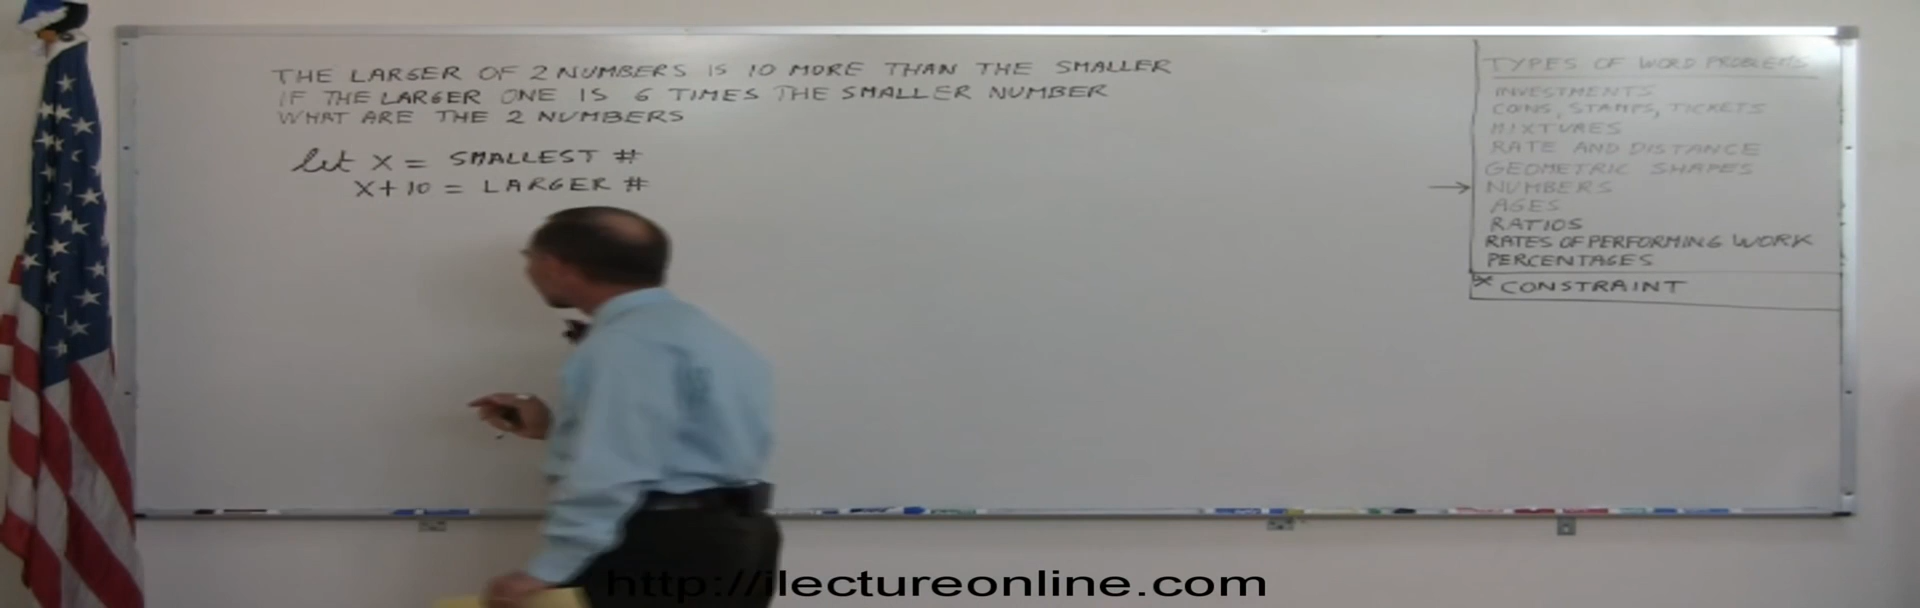 THE LARGER OF 2 NUMBERS IS 10 MORE THAN THE SMALLER
IF THE LARGER ONE IS 6 TIMES THE SMALLER NUMBER
WHAT ARE THE 2 NUMBERS
let X = SMALLEST #
X+10 = LARGER #
TYPES OF WORD PROBLEMS
INVESTMENTS
COINS, STAMPS, TICKETS
MIXTURES
RATE AND DISTANCE
GEOMETRIC SHAPES
→ NUMBERS
AGES
RATIOS
RATES OF PERFORMING WORK
PERCENTAGES
* CONSTRAINT
http://ilectureonline.com